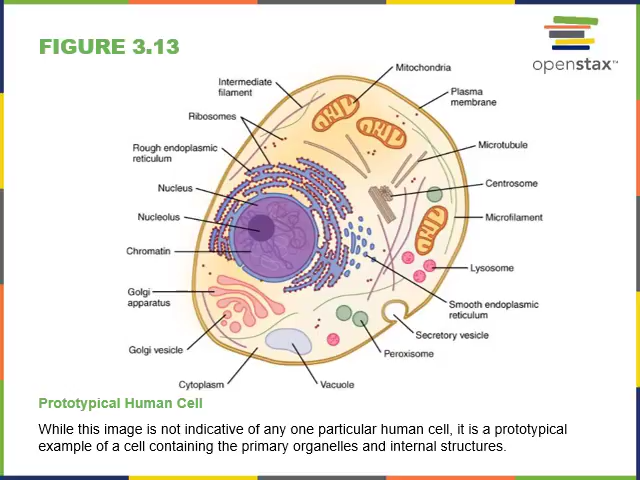 FIGURE 3.13
openstax™
Mitochondria
Intermediate
filament
Plasma
membrane
Ribosomes
Rough endoplasmic
reticulum
Microtubule
Nucleus
Centrosome
Nucleolus
Microfilament
Chromatin
Lysosome
Golgi
apparatus
Smooth endoplasmic
reticulum
Secretory vesicle
Golgi vesicle
Peroxisome
Cytoplasm
Vacuole
Prototypical Human Cell
While this image is not indicative of any one particular human cell, it is a prototypical
example of a cell containing the primary organelles and internal structures.